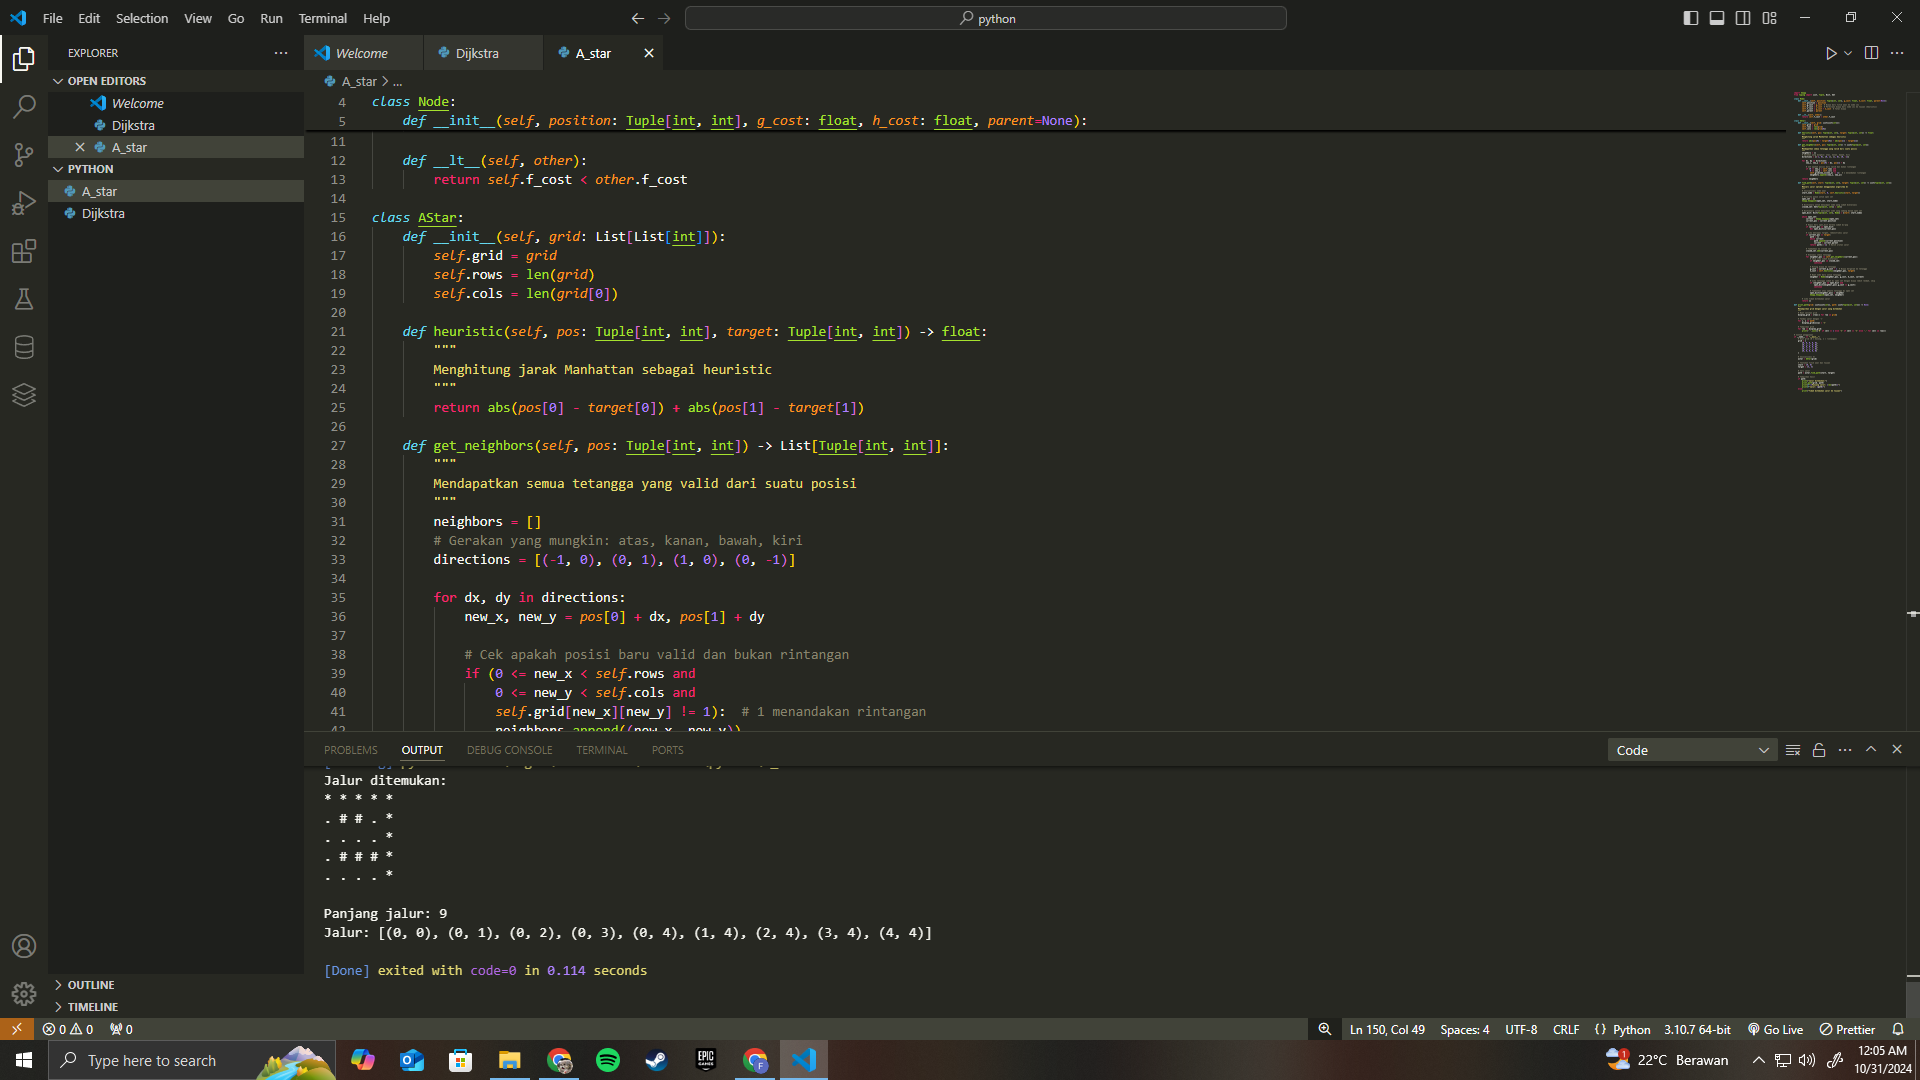 File Edit Selection View Go Run Terminal Help
python
EXPLORER
Welcome
Dijkstra
A_star
OPEN EDITORS
Welcome
Dijkstra
A_star
PYTHON
A_star
Dijkstra
OUTLINE
TIMELINE
A_star > ...
4 class Node:
5 def __init__(self, position: Tuple[int, int], g_cost: float, h_cost: float, parent=None):
11
12 def __lt__(self, other):
13 return self.f_cost < other.f_cost
14
15 class AStar:
16 def __init__(self, grid: List[List[int]]):
17 self.grid = grid
18 self.rows = len(grid)
19 self.cols = len(grid[0])
20
21 def heuristic(self, pos: Tuple[int, int], target: Tuple[int, int]) -> float:
22 """
23 Menghitung jarak Manhattan sebagai heuristic
24 """
25 return abs(pos[0] - target[0]) + abs(pos[1] - target[1])
26
27 def get_neighbors(self, pos: Tuple[int, int]) -> List[Tuple[int, int]]:
28 """
29 Mendapatkan semua tetangga yang valid dari suatu posisi
30 """
31 neighbors = []
32 # Gerakan yang mungkin: atas, kanan, bawah, kiri
33 directions = [(-1, 0), (0, 1), (1, 0), (0, -1)]
34
35 for dx, dy in directions:
36 new_x, new_y = pos[0] + dx, pos[1] + dy
37
38 # Cek apakah posisi baru valid dan bukan rintangan
39 if (0 <= new_x < self.rows and
40 0 <= new_y < self.cols and
41 self.grid[new_x][new_y] != 1): # 1 menandakan rintangan
42 neighbors.append((new_x, new_y))
PROBLEMS OUTPUT DEBUG CONSOLE TERMINAL PORTS
Code
Jalur ditemukan:
* * * * *
. # # . *
. . . . *
. # # # *
. . . . *
Panjang jalur: 9
Jalur: [(0, 0), (0, 1), (0, 2), (0, 3), (0, 4), (1, 4), (2, 4), (3, 4), (4, 4)]
[Done] exited with code=0 in 0.114 seconds
0 0 0
Ln 150, Col 49 Spaces: 4 UTF-8 CRLF {} Python 3.10.7 64-bit Go Live Prettier
Type here to search
EPIC GAMES
F
1
22°C Berawan
12:05 AM
10/31/2024